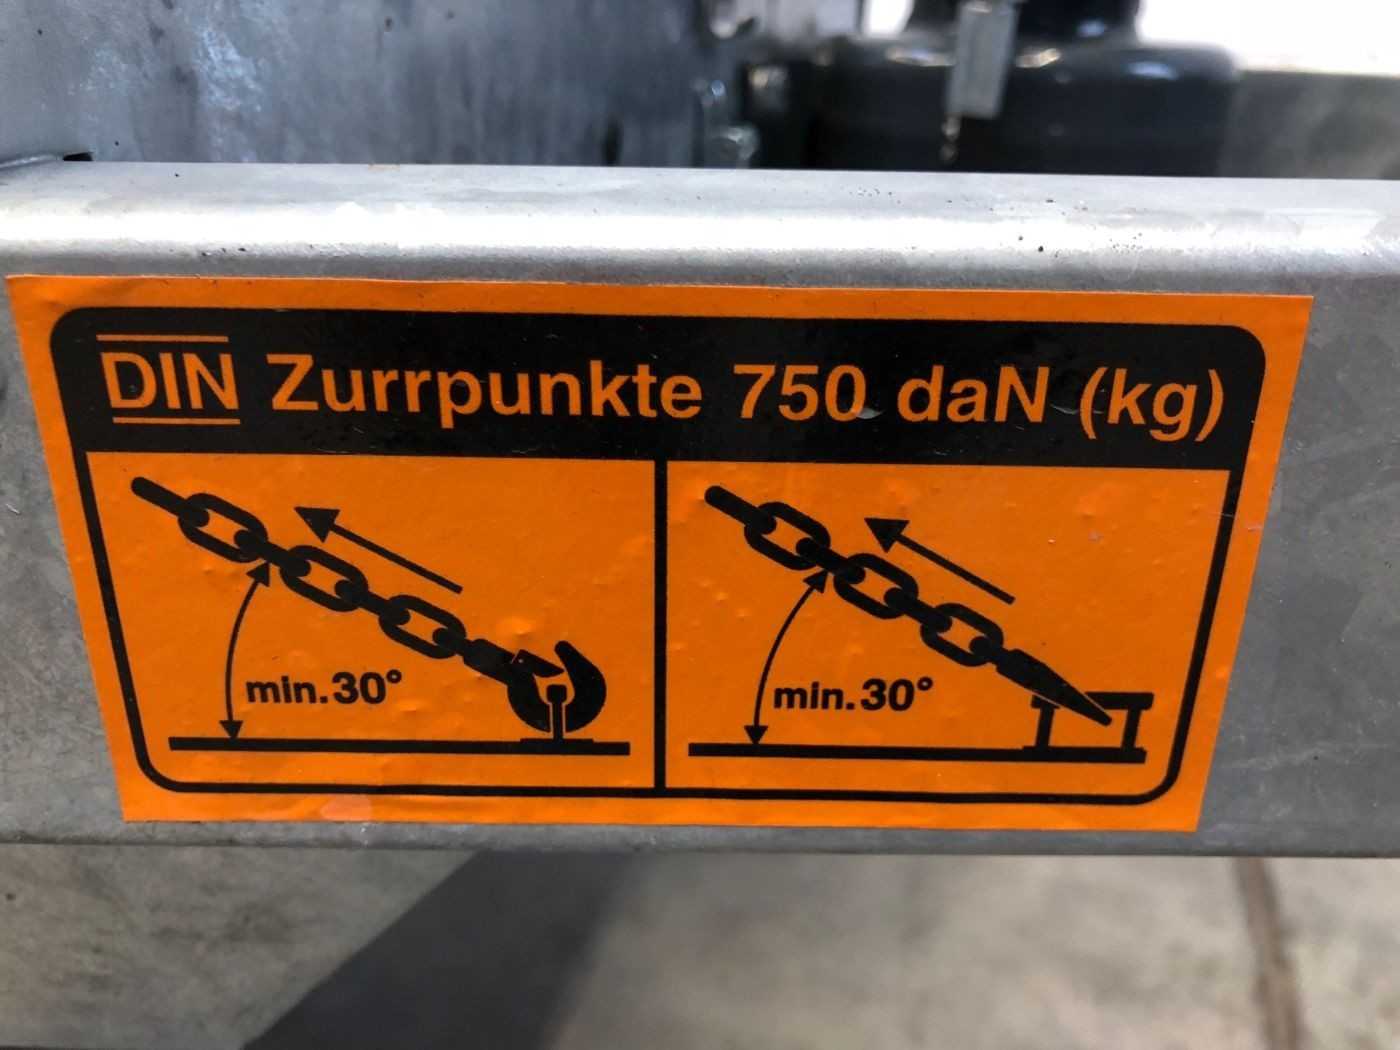 DIN Zurrpunkte 750 daN (kg)
min.30°
min.30°